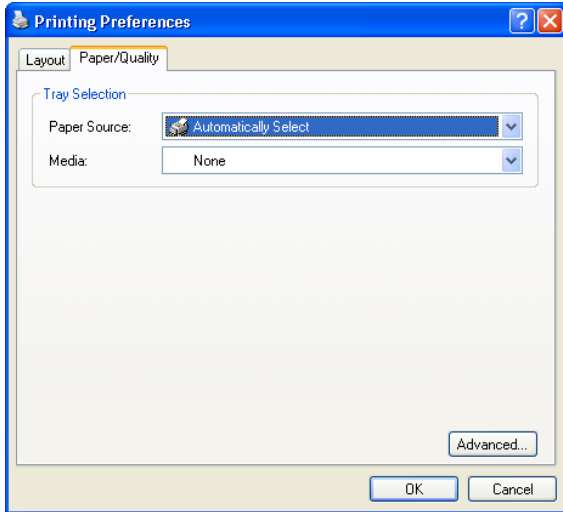 Printing Preferences
Layout Paper/Quality
Tray Selection
Paper Source: Automatically Select
Media: None
Advanced...
OK Cancel